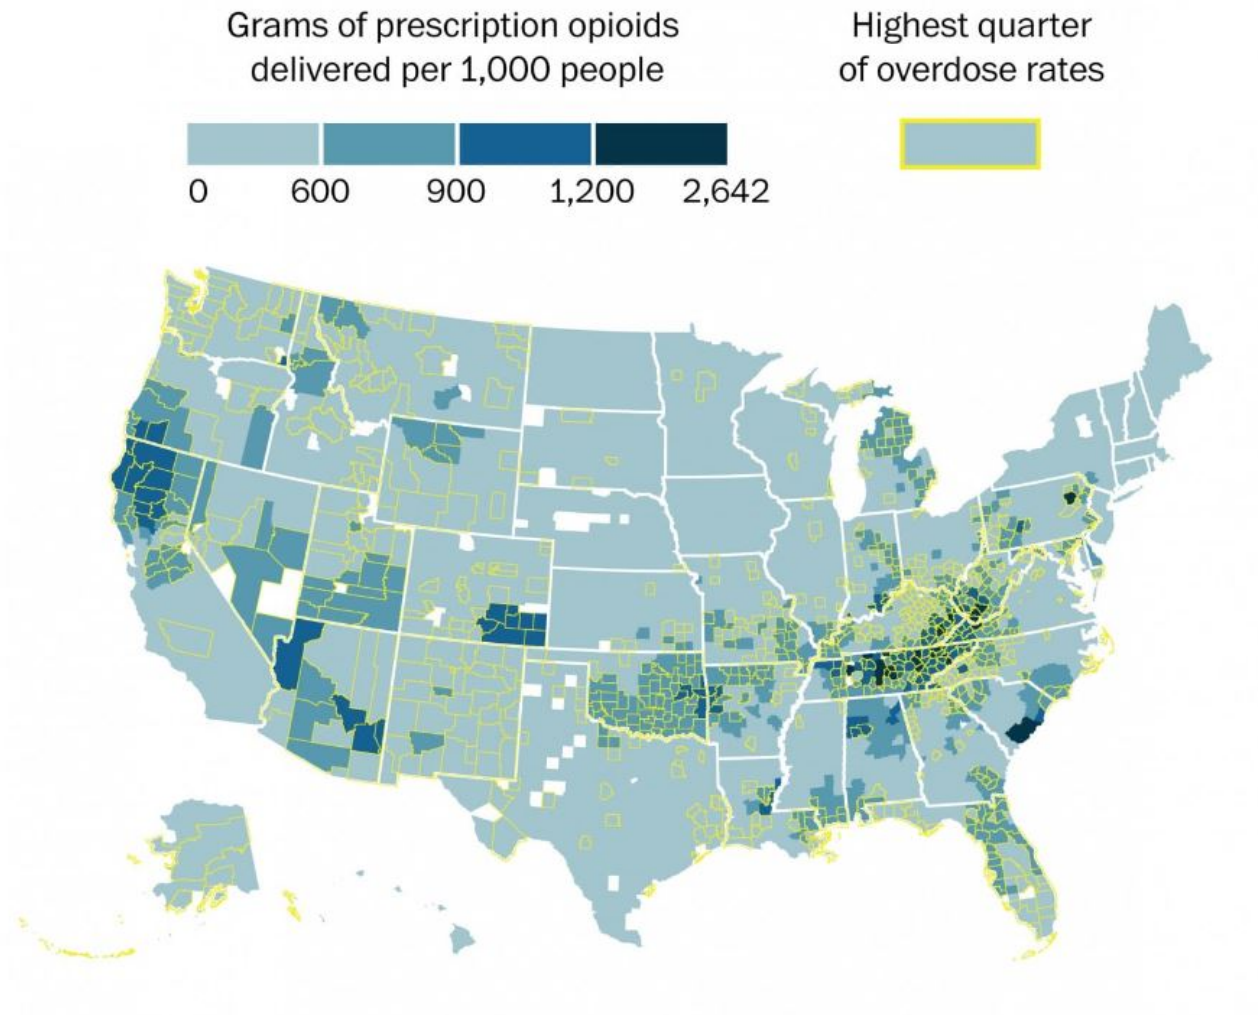 Grams of prescription opioids
delivered per 1,000 people
0 600 900 1,200 2,642
Highest quarter
of overdose rates